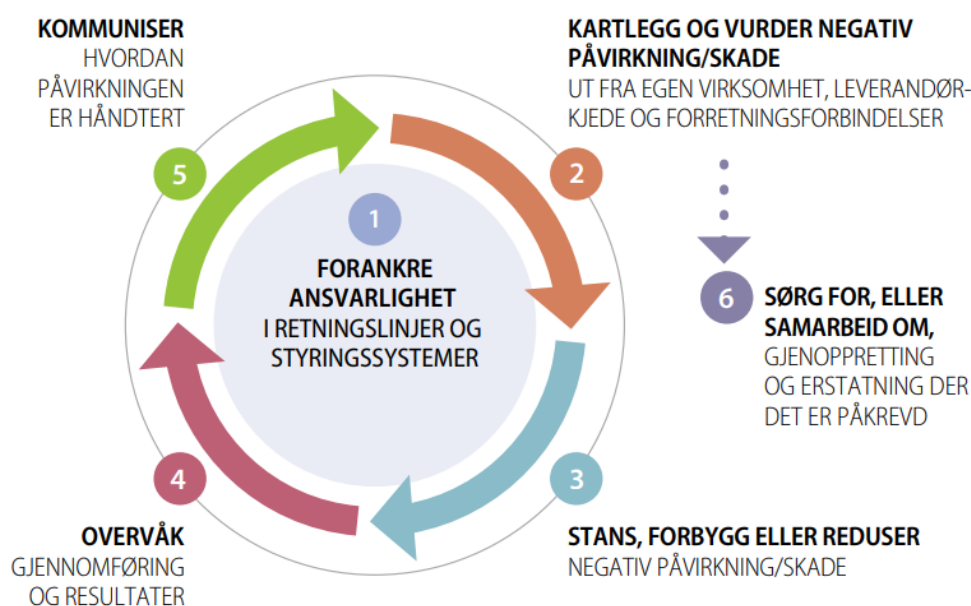 KOMMUNISER
HVORDAN
PÅVIRKNINGEN
ER HÅNDTERT
5
KARTLEGG OG VURDER NEGATIV
PÅVIRKNING/SKADE
UT FRA EGEN VIRKSOMHET, LEVERANDØR-
KJEDE OG FORRETNINGSFORBINDELSER
2
1
FORANKRE
ANSVARLIGHET
I RETNINGSLINJER OG
STYRINGSSYSTEMER
6
SØRG FOR, ELLER
SAMARBEID OM,
GJENOPPRETTING
OG ERSTATNING DER
DET ER PÅKREVD
4
OVERVÅK
GJENNOMFØRING
OG RESULTATER
3
STANS, FORBYGG ELLER REDUSER
NEGATIV PÅVIRKNING/SKADE